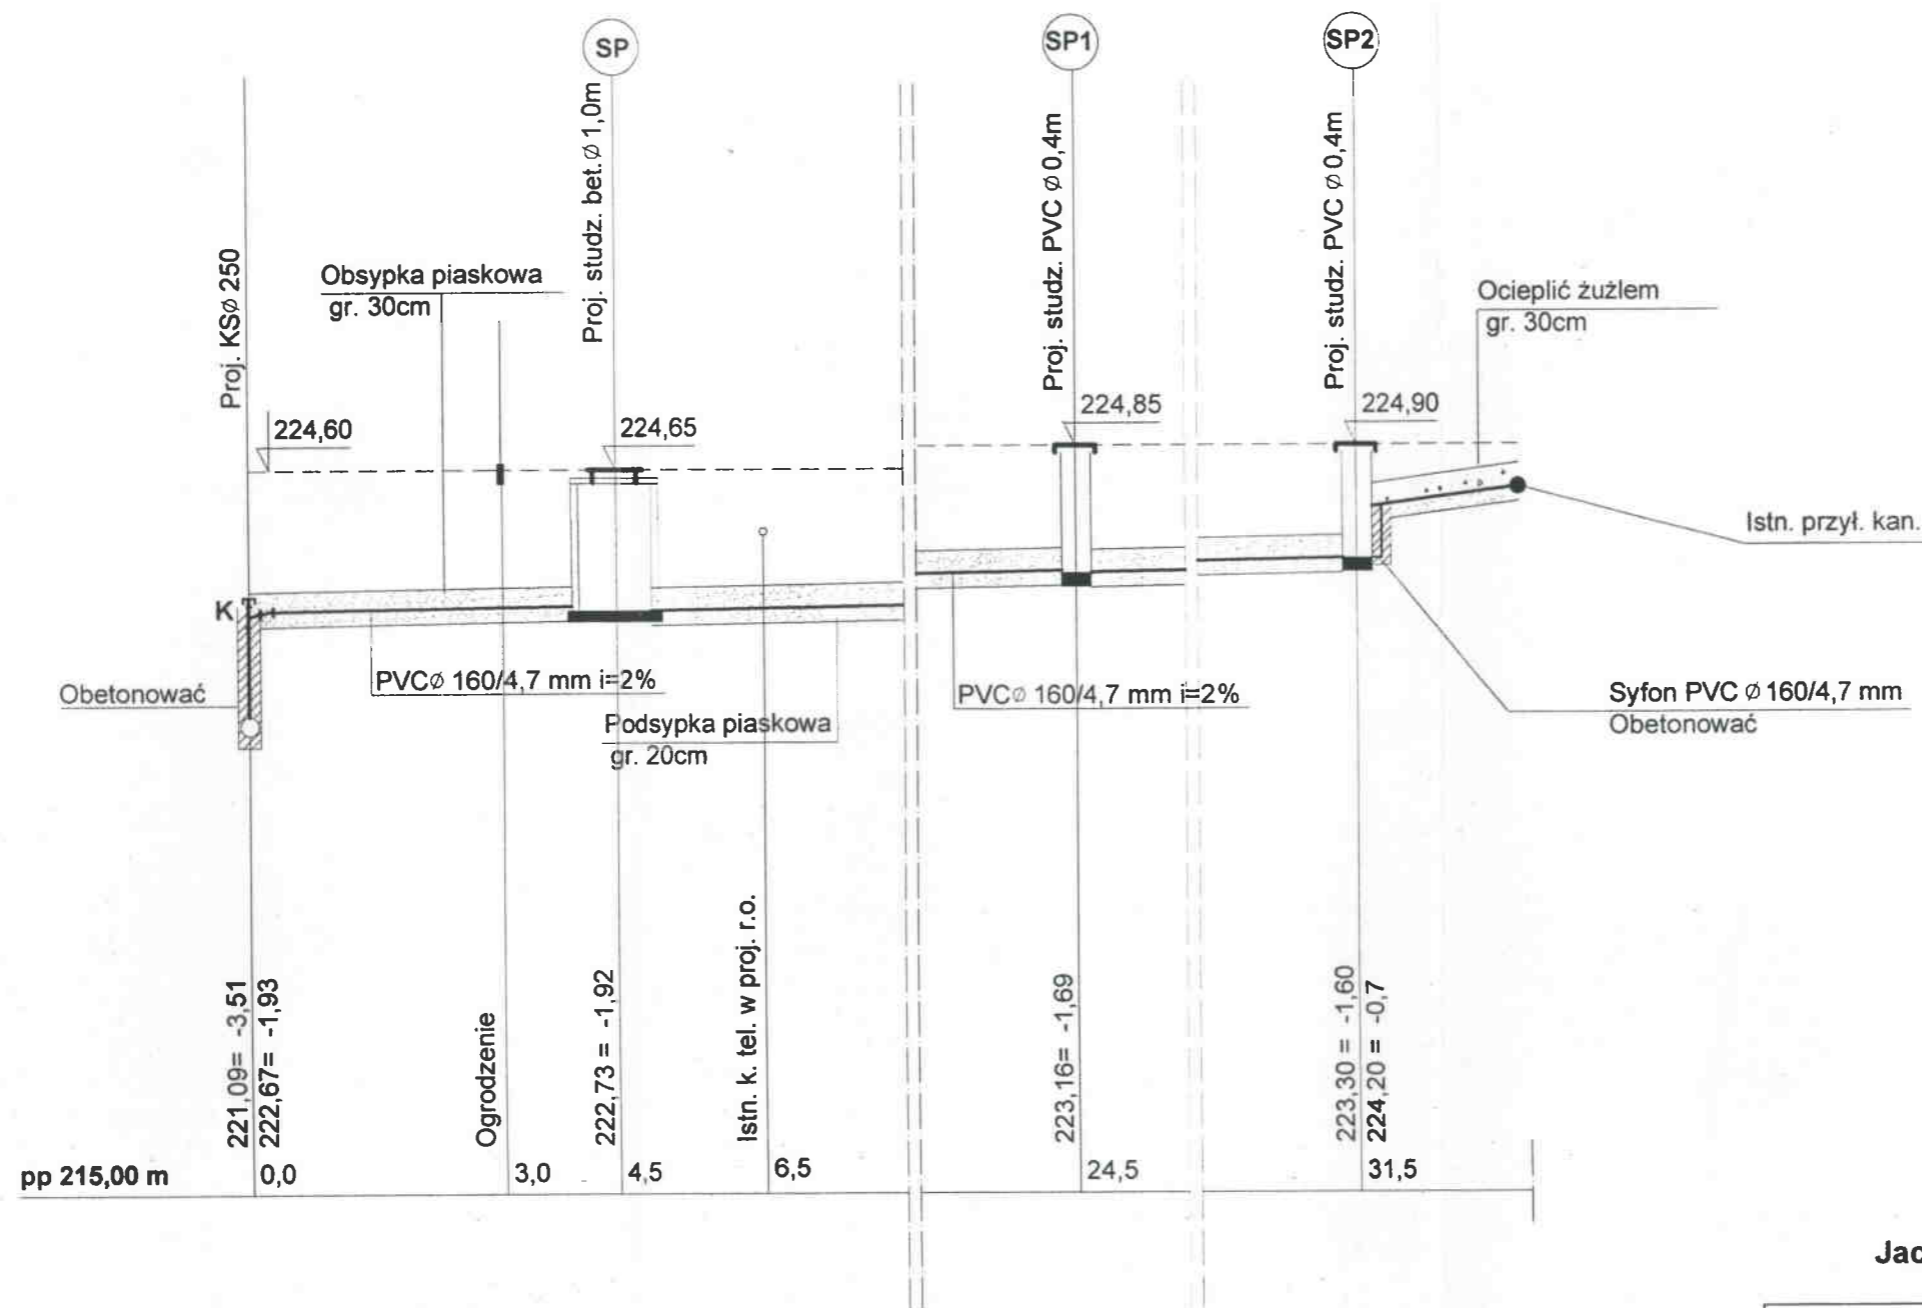 SP
SP1
SP2
Proj. KSø 250
Obsypka piaskowa
gr. 30cm
Proj. studz. bet. ø 1,0m
Proj. studz. PVC ø 0,4m
Proj. studz. PVC ø 0,4m
Ocieplić żużlem
gr. 30cm
224,60
224,65
224,85
224,90
Istn. przył. kan.
K
Obetonować
PVCø 160/4,7 mm i=2%
Podsypka piaskowa
gr. 20cm
PVCø 160/4,7 mm i=2%
Syfon PVC ø 160/4,7 mm
Obetonować
221,09= -3,51
222,67= -1,93
Ogrodzenie
222,73 = -1,92
Istn. k. tel. w proj. r.o.
223,16= -1,69
223,30 = -1,60
224,20 = -0,7
pp 215,00 m
0,0
3,0
4,5
6,5
24,5
31,5
Jac